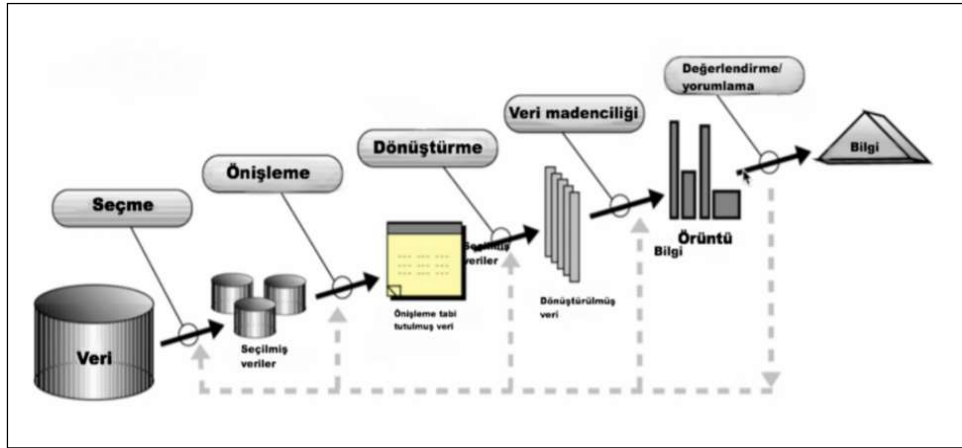 Değerlendirme/
yorumlama
Veri madenciliği
Bilgi
Dönüştürme
Önişleme
Seçme
Örüntü
Bilgi
Seçilmiş
veriler
Dönüştürülmüş
veri
Önişleme tabi
tutulmuş veri
Seçilmiş
veriler
Veri